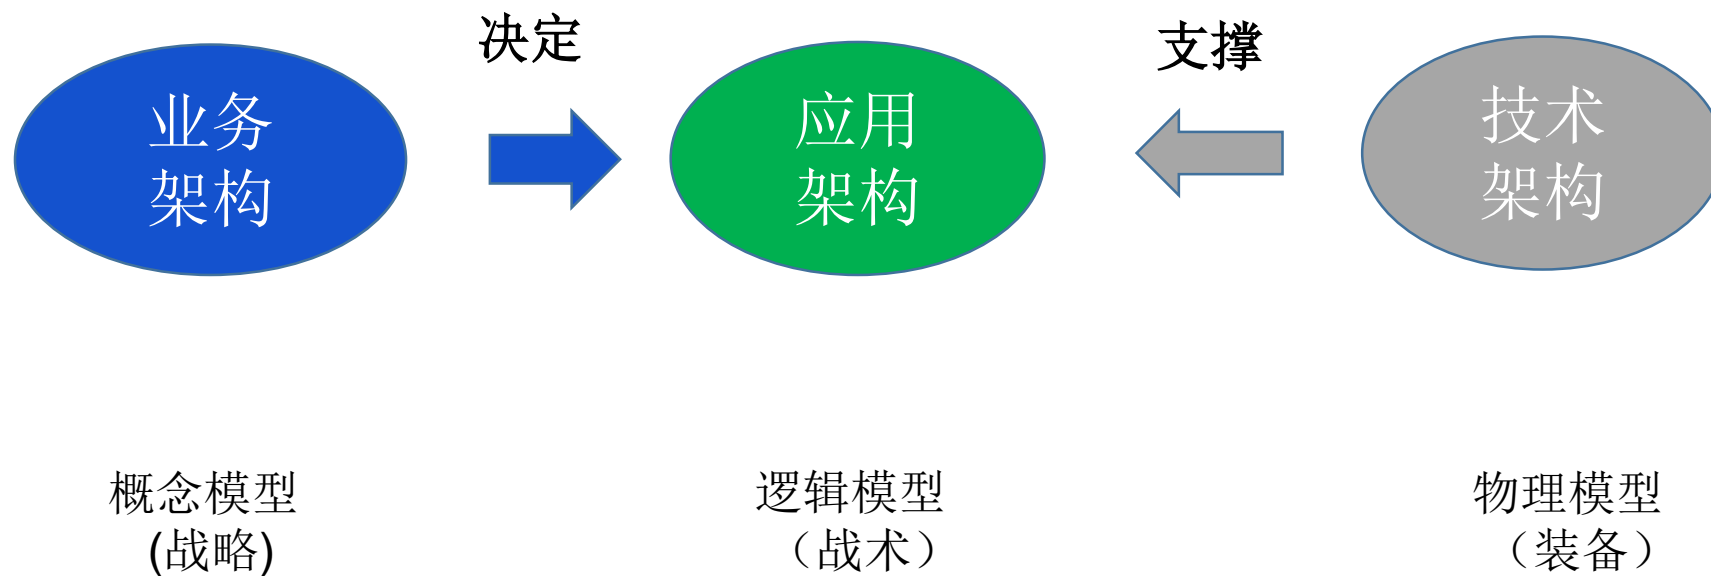 决定
支撑
业务
架构
应用
架构
技术
架构
概念模型
(战略)
逻辑模型
（战术）
物理模型
（装备）